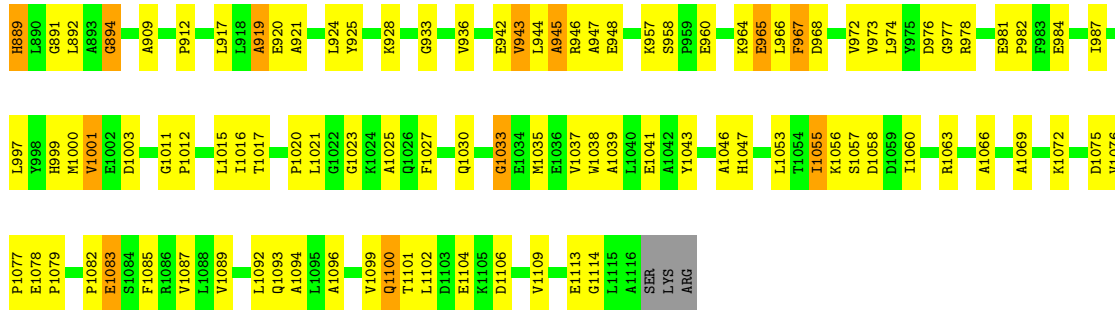 H889 L890 G891 L892 A893 G894 A909 P912 L917 L918 A919 E920 A921 L924 Y925 K928 G933 V936 E942 V943 L944 A945 R946 A947 E948 K957 S958 P959 E960 K964 E965 L966 F967 D968 V972 V973 L974 Y975 D976 G977 R978 E981 P982 F983 E984 I987
L997 Y998 H999 M1000 V1001 E1002 D1003 G1011 P1012 L1015 I1016 T1017 P1020 L1021 G1022 G1023 K1024 A1025 Q1026 F1027 Q1030 G1033 E1034 M1035 E1036 V1037 W1038 A1039 L1040 E1041 A1042 Y1043 A1046 H1047 L1053 T1054 I1055 K1056 S1057 D1058 D1059 I1060 R1063 A1066 A1069 K1072 D1075 V1076
P1077 E1078 P1079 P1082 E1083 S1084 F1085 R1086 V1087 L1088 V1089 L1092 Q1093 A1094 L1095 A1096 V1099 Q1100 T1101 L1102 D1103 E1104 K1105 D1106 V1109 E1113 G1114 L1115 A1116 SER LYS ARG